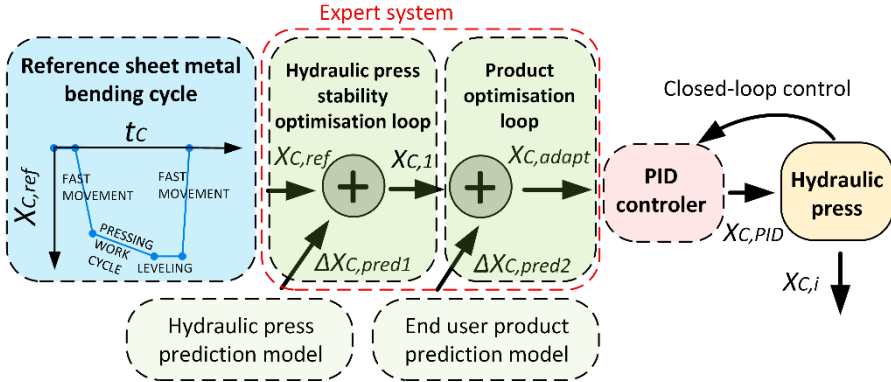 Expert system
Reference sheet metal
bending cycle
tC
XC,ref
FAST
MOVEMENT
FAST
MOVEMENT
PRESSING
WORK
CYCLE
LEVELING
Hydraulic press
stability
optimisation loop
XC,ref
XC,1
+
ΔXC,pred1
Product
optimisation
loop
XC,adapt
+
ΔXC,pred2
Hydraulic press
prediction model
End user product
prediction model
Closed-loop control
PID
controler
XC,PID
Hydraulic
press
XC,i